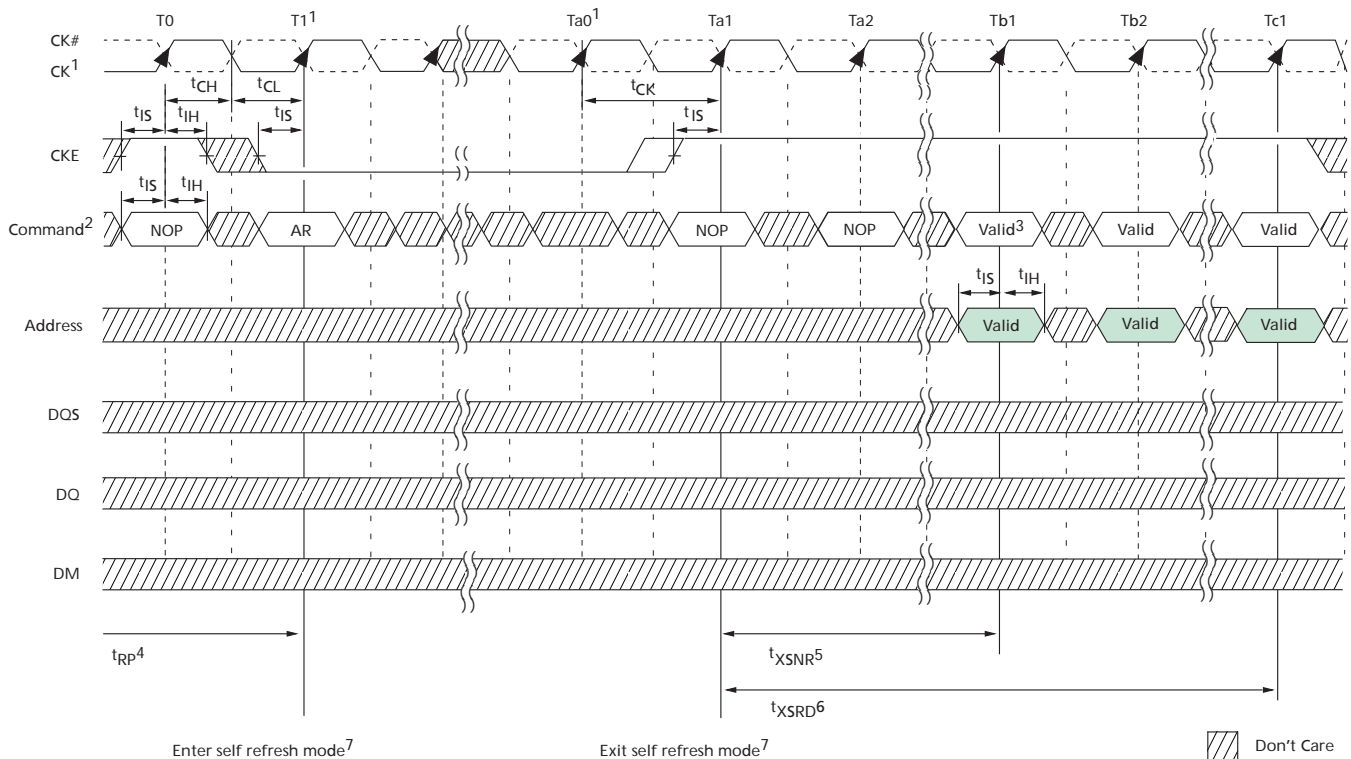 T0 T1¹ Ta0¹ Ta1 Ta2 Tb1 Tb2 Tc1
CK#
CK¹
tCH tCL tCK
tIS tIH tIS tIS
CKE
tIS tIH
Command² NOP AR NOP NOP Valid³ Valid Valid
tIS tIH
Address Valid Valid Valid
DQS
DQ
DM
tRP⁴ tXSNR⁵
tXSRD⁶
Enter self refresh mode⁷ Exit self refresh mode⁷ Don't Care